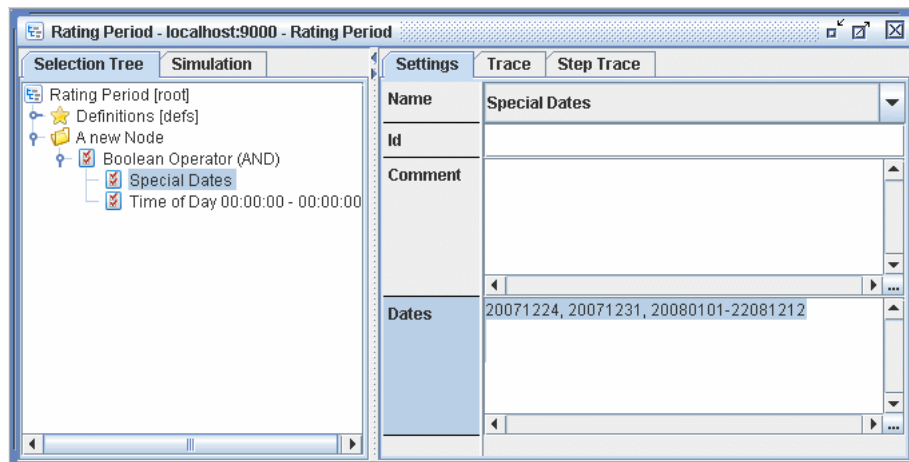 Rating Period - localhost:9000 - Rating Period
Selection Tree Simulation
Rating Period [root]
Definitions [defs]
A new Node
Boolean Operator (AND)
Special Dates
Time of Day 00:00:00 - 00:00:00
Settings Trace Step Trace
Name Special Dates
Id
Comment
...
Dates 20071224, 20071231, 20080101-22081212
...